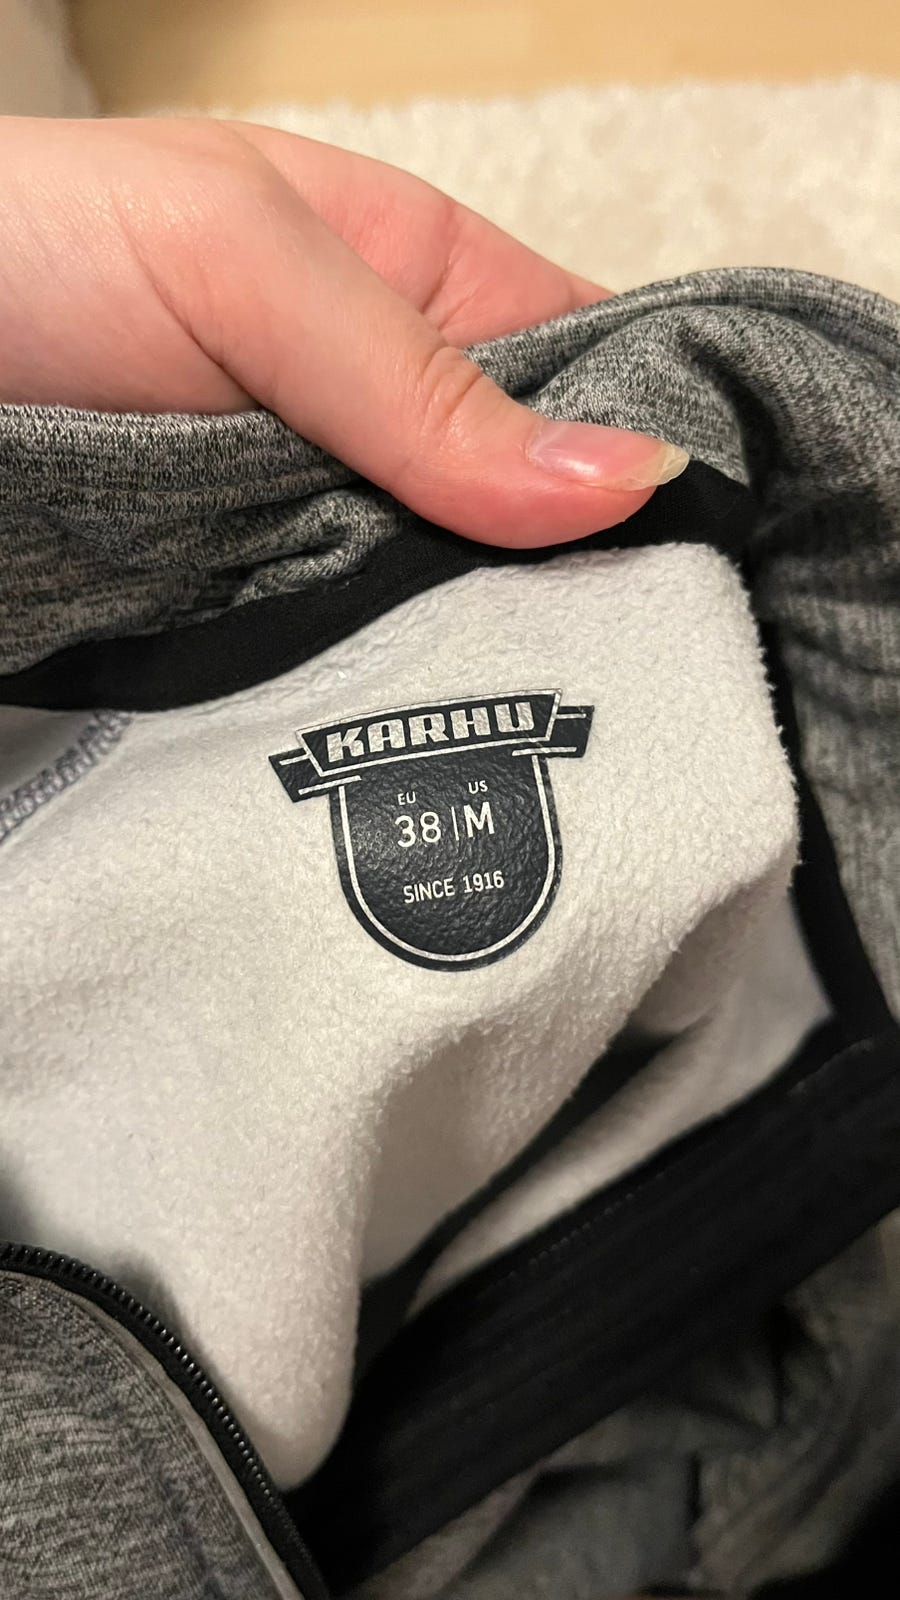 KARHU
EU US
38 | M
SINCE 1916